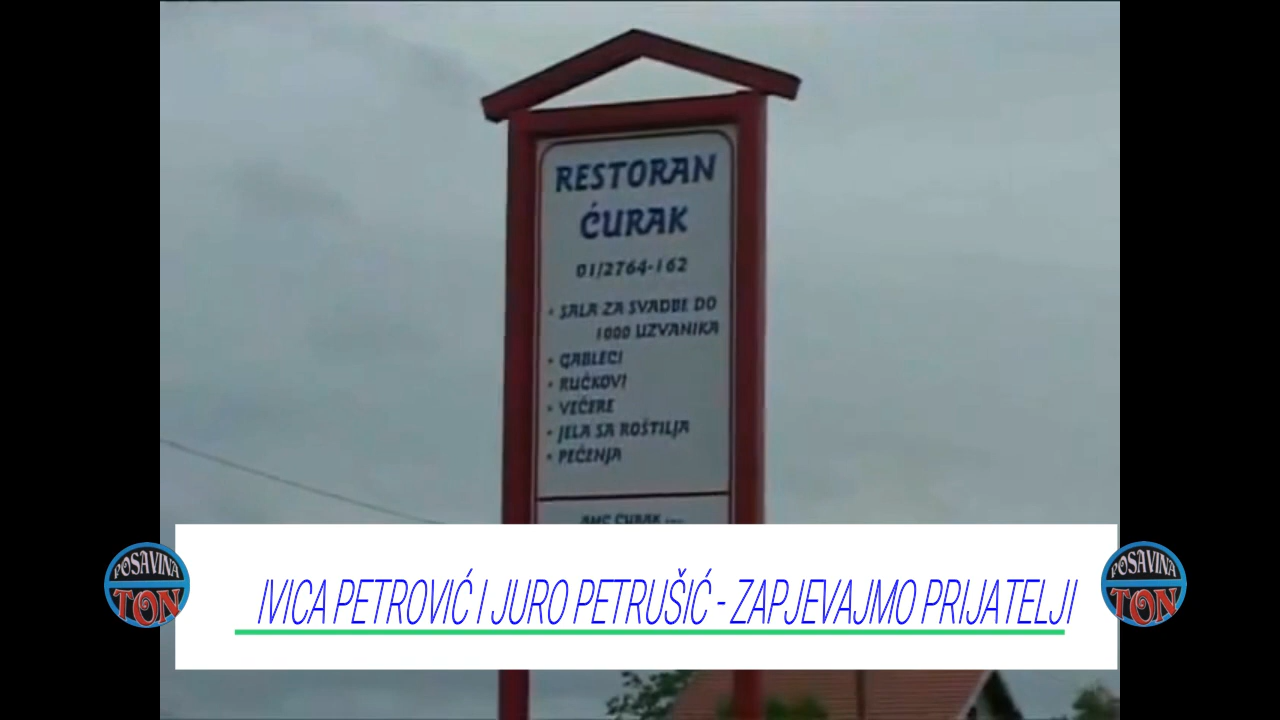 RESTORAN
ĆURAK
01/2764-162
• SALA ZA SVADBE DO
1000 UZVANIKA
• GABLECI
• RUČKOVI
• VEČERE
• JELA SA ROŠTILJA
• PEČENJA
ĆURAK
POSAVINA
TON
IVICA PETROVIĆ I JURO PETRUŠIĆ - ZAPJEVAJMO PRIJATELJI
POSAVINA
TON